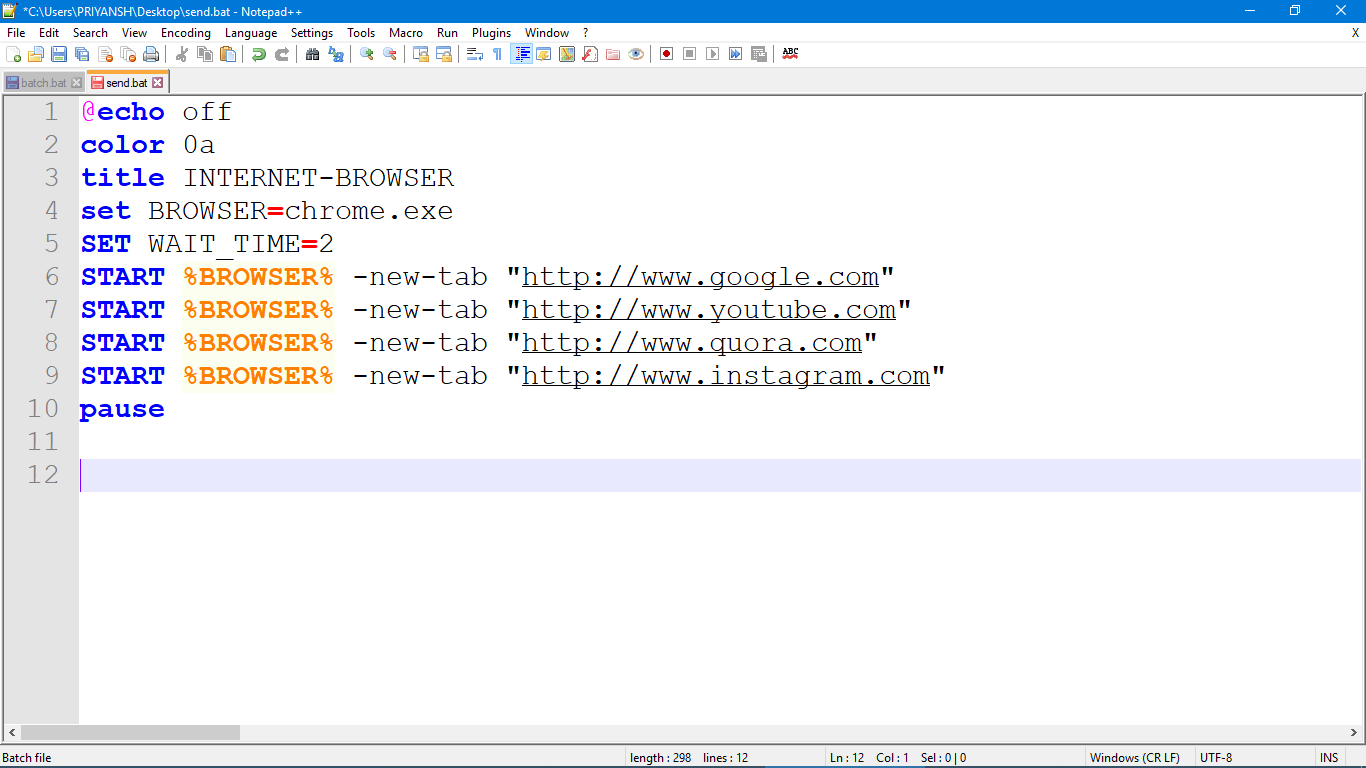 *C:\Users\PRIYANSH\Desktop\send.bat - Notepad++
File Edit Search View Encoding Language Settings Tools Macro Run Plugins Window ? X
ABC
batch.bat send.bat
1 @echo off
2 color 0a
3 title INTERNET-BROWSER
4 set BROWSER=chrome.exe
5 SET WAIT_TIME=2
6 START %BROWSER% -new-tab "http://www.google.com"
7 START %BROWSER% -new-tab "http://www.youtube.com"
8 START %BROWSER% -new-tab "http://www.quora.com"
9 START %BROWSER% -new-tab "http://www.instagram.com"
10 pause
11
12
Batch file length : 298 lines : 12 Ln : 12 Col : 1 Sel : 0 | 0 Windows (CR LF) UTF-8 INS